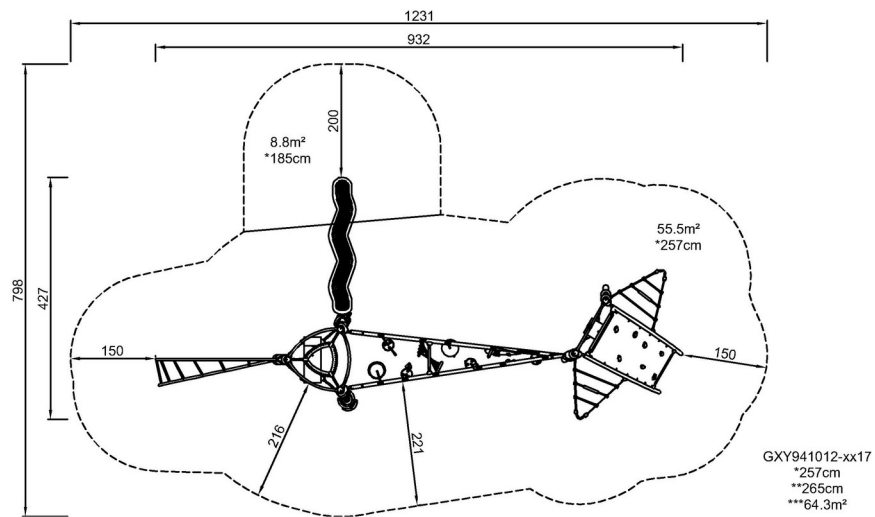 1231
932
200
8.8m²
*185cm
55.5m²
*257cm
798
427
150
150
216
221
GXY941012-xx17
*257cm
**265cm
***64.3m²